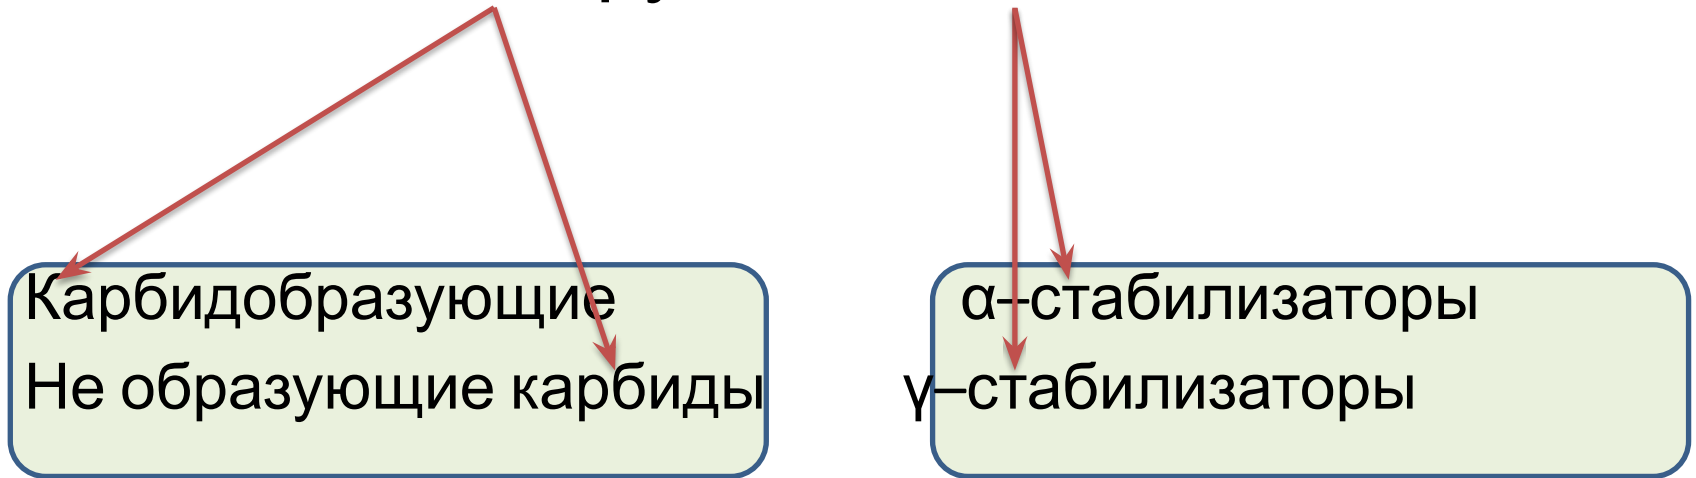 Карбидобразующие
Не образующие карбиды
α–стабилизаторы
γ–стабилизаторы